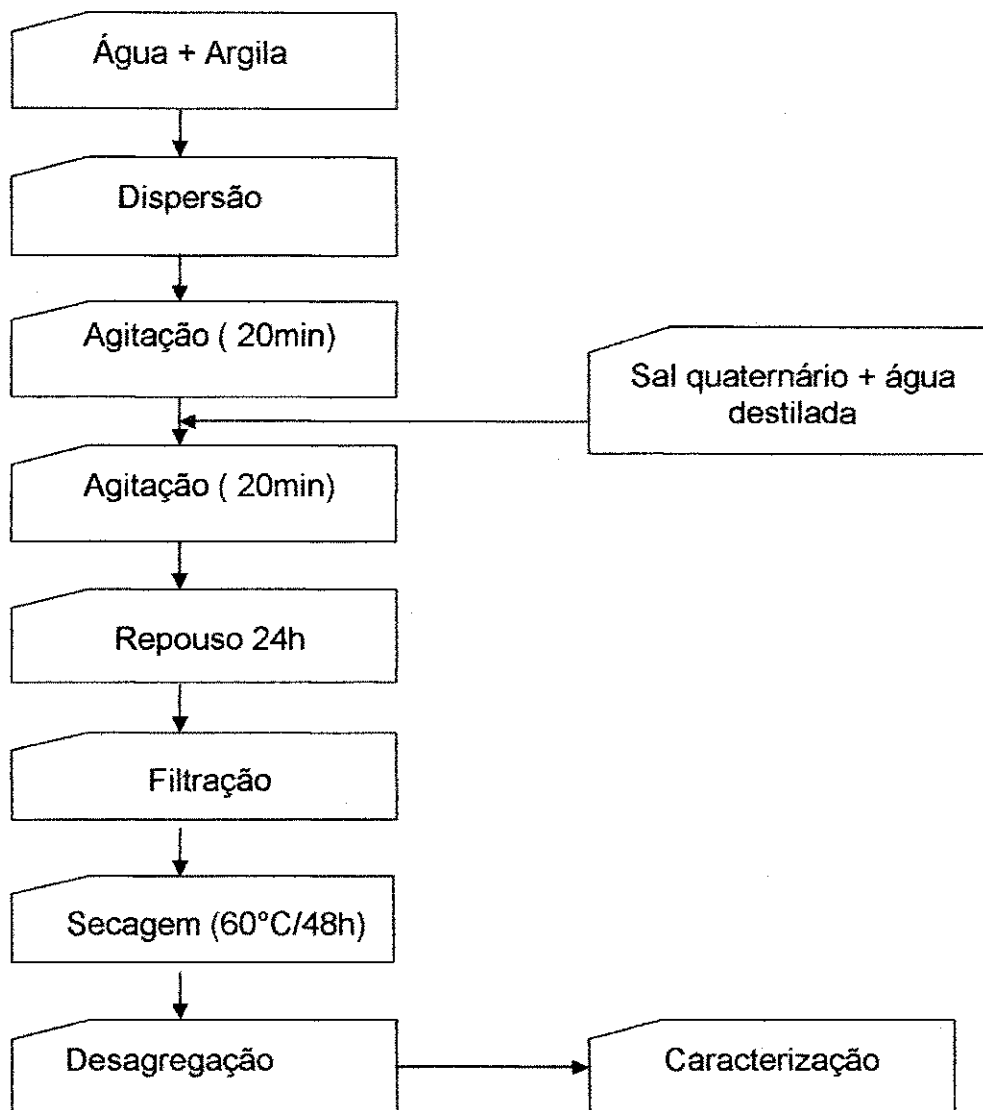 Água + Argila
Dispersão
Agitação ( 20min)
Sal quaternário + água
destilada
Agitação ( 20min)
Repouso 24h
Filtração
Secagem (60°C/48h)
Desagregação
Caracterização